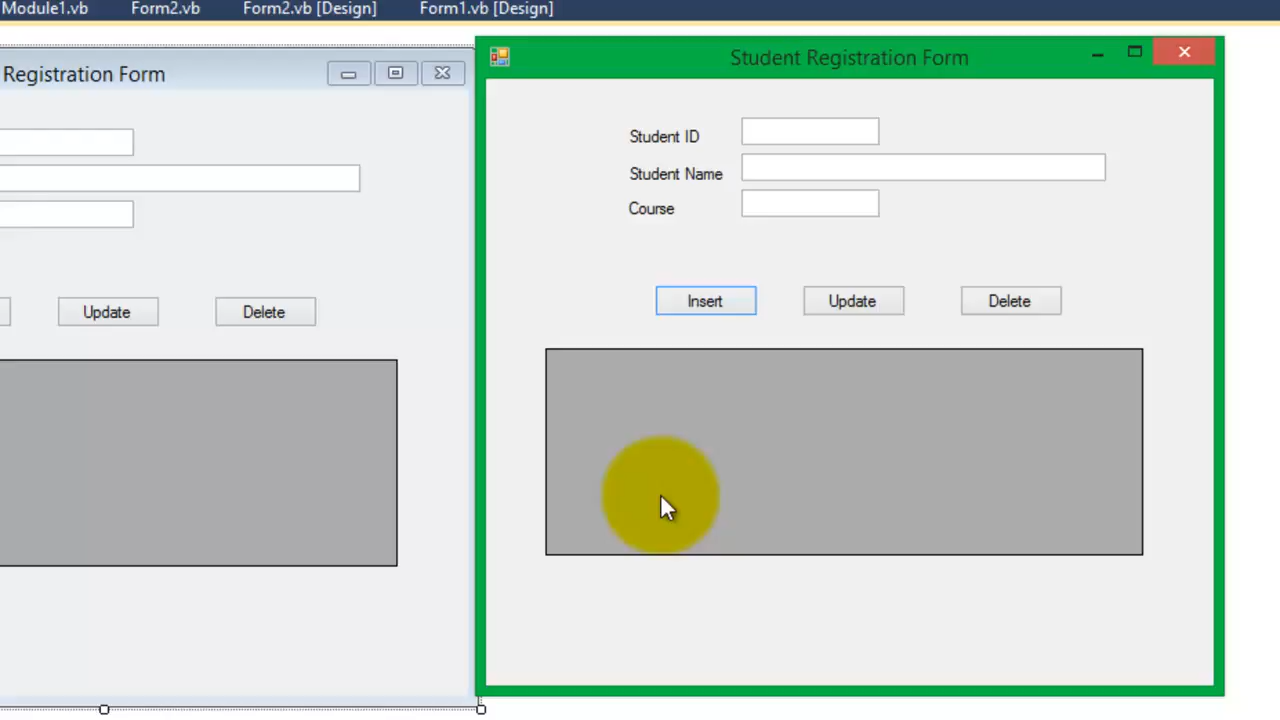 Module1.vb Form2.vb Form2.vb [Design] Form1.vb [Design]
Registration Form
Update Delete
Student Registration Form
Student ID
Student Name
Course
Insert Update Delete